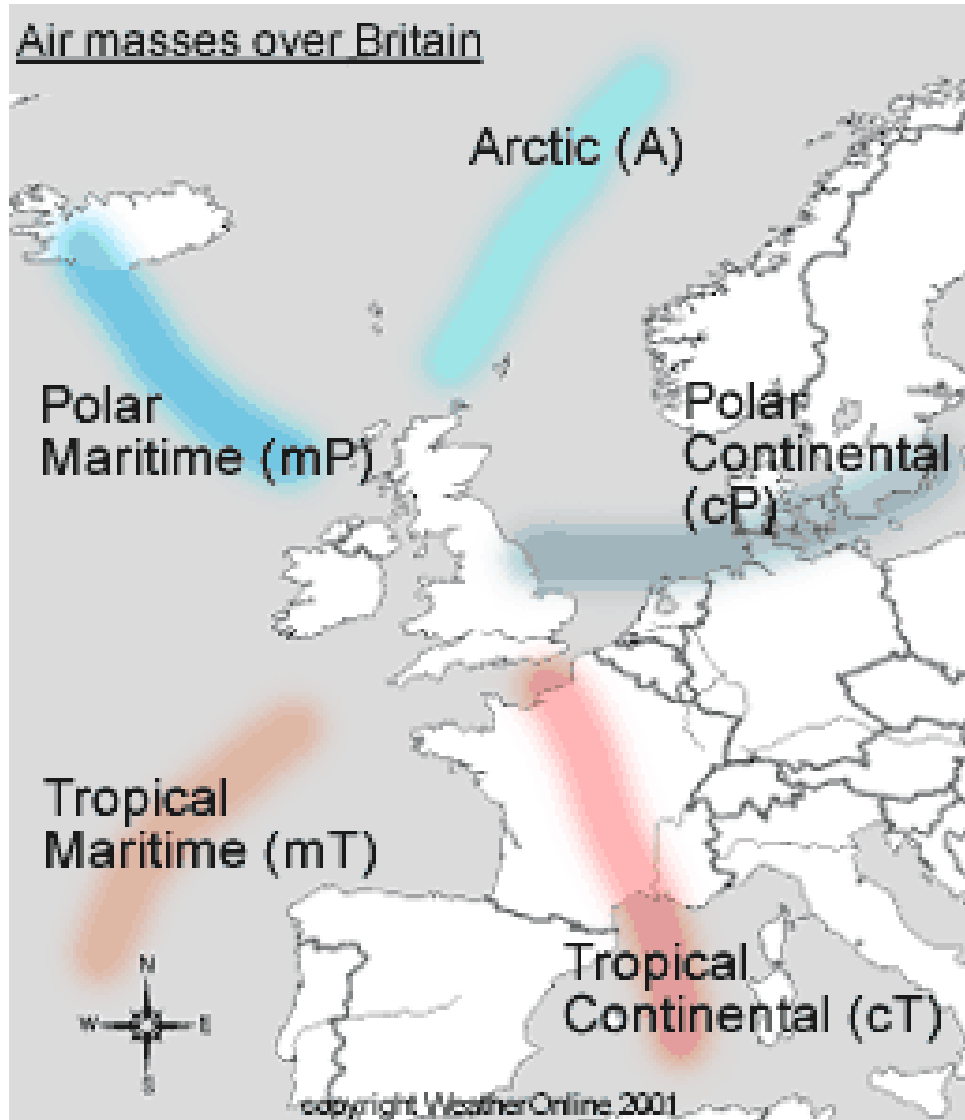 Air masses over Britain
Arctic (A)
Polar
Maritime (mP)
Polar
Continental
(cP)
Tropical
Maritime (mT)
Tropical
Continental (cT)
N
W
E
S
copyright WeatherOnline 2001